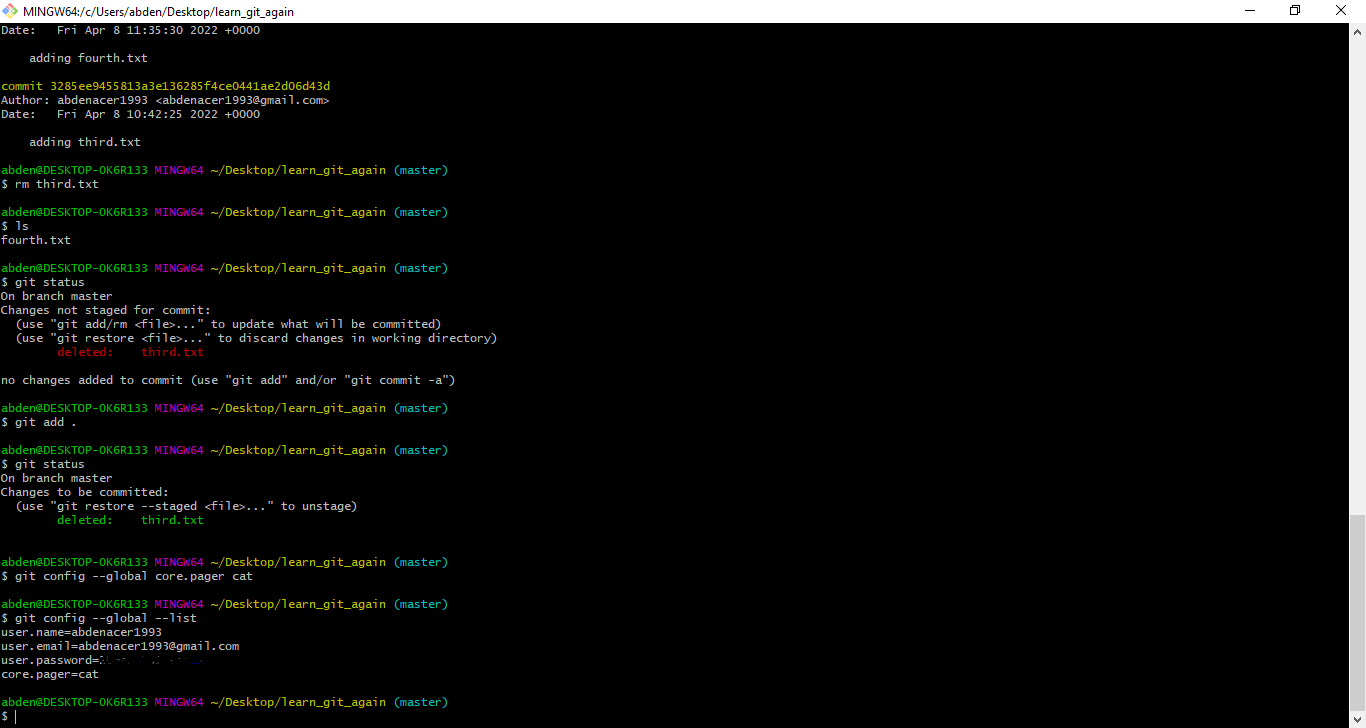 MINGW64:/c/Users/abden/Desktop/learn_git_again
Date:   Fri Apr 8 11:35:30 2022 +0000
    adding fourth.txt
commit 3285ee9455813a3e136285f4ce0441ae2d06d43d
Author: abdenacer1993 <abdenacer1993@gmail.com>
Date:   Fri Apr 8 10:42:25 2022 +0000
    adding third.txt
abden@DESKTOP-OK6R133 MINGW64 ~/Desktop/learn_git_again (master)
$ rm third.txt
abden@DESKTOP-OK6R133 MINGW64 ~/Desktop/learn_git_again (master)
$ ls
fourth.txt
abden@DESKTOP-OK6R133 MINGW64 ~/Desktop/learn_git_again (master)
$ git status
On branch master
Changes not staged for commit:
  (use "git add/rm <file>..." to update what will be committed)
  (use "git restore <file>..." to discard changes in working directory)
        deleted:    third.txt
no changes added to commit (use "git add" and/or "git commit -a")
abden@DESKTOP-OK6R133 MINGW64 ~/Desktop/learn_git_again (master)
$ git add .
abden@DESKTOP-OK6R133 MINGW64 ~/Desktop/learn_git_again (master)
$ git status
On branch master
Changes to be committed:
  (use "git restore --staged <file>..." to unstage)
        deleted:    third.txt
abden@DESKTOP-OK6R133 MINGW64 ~/Desktop/learn_git_again (master)
$ git config --global core.pager cat
abden@DESKTOP-OK6R133 MINGW64 ~/Desktop/learn_git_again (master)
$ git config --global --list
user.name=abdenacer1993
user.email=abdenacer1993@gmail.com
user.password=
core.pager=cat
abden@DESKTOP-OK6R133 MINGW64 ~/Desktop/learn_git_again (master)
$